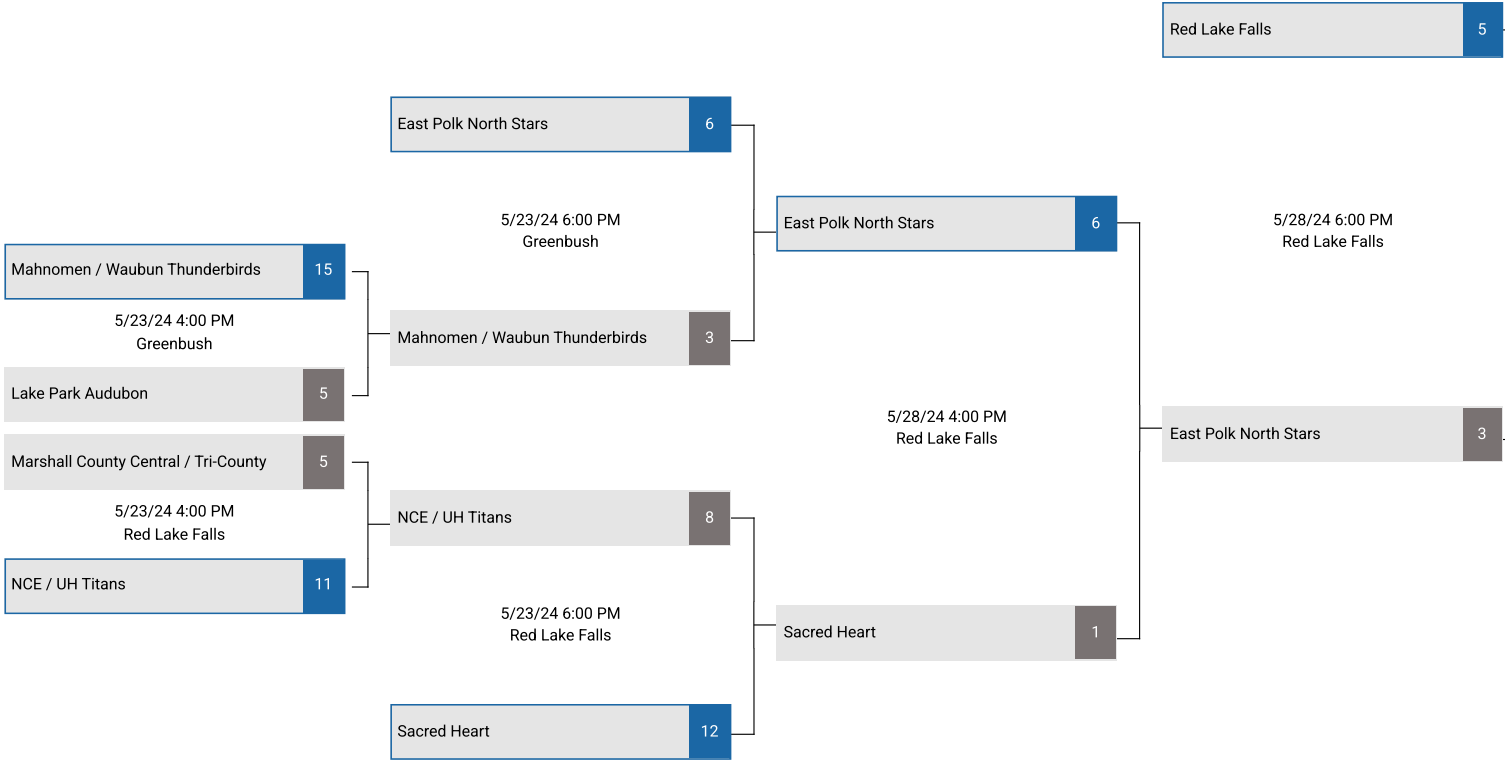 Red Lake Falls 5
East Polk North Stars 6
5/23/24 6:00 PM
Greenbush
East Polk North Stars 6
5/28/24 6:00 PM
Red Lake Falls
Mahnomen / Waubun Thunderbirds 15
5/23/24 4:00 PM
Greenbush
Mahnomen / Waubun Thunderbirds 3
Lake Park Audubon 5
5/28/24 4:00 PM
Red Lake Falls
East Polk North Stars 3
Marshall County Central / Tri-County 5
5/23/24 4:00 PM
Red Lake Falls
NCE / UH Titans 8
NCE / UH Titans 11
5/23/24 6:00 PM
Red Lake Falls
Sacred Heart 1
Sacred Heart 12